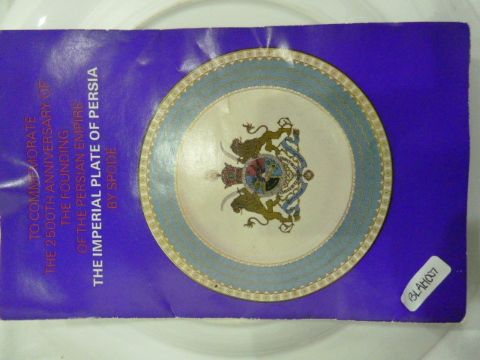 TO COMMEMORATE
THE 2500TH ANNIVERSARY OF
THE FOUNDING
OF THE PERSIAN EMPIRE
THE IMPERIAL PLATE OF PERSIA
BY SPODE
BLAH007